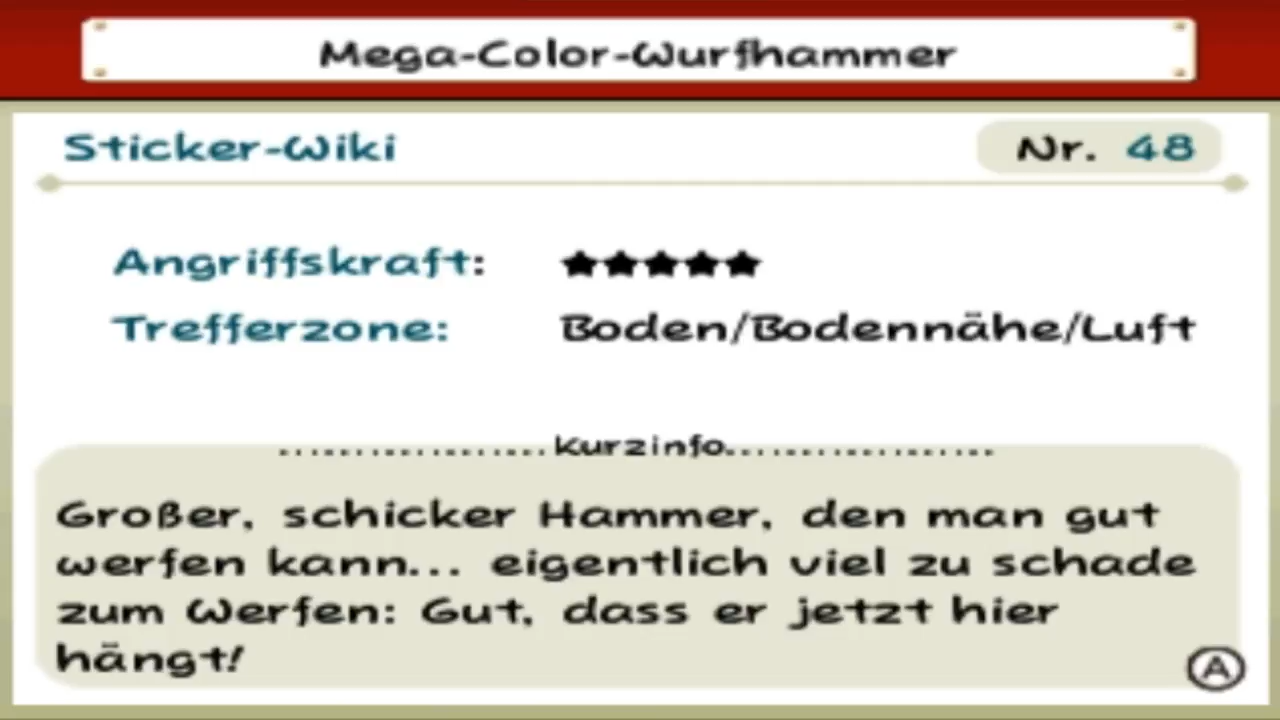 Mega-Color-Wurfhammer
Sticker-Wiki
Nr. 48
Angriffskraft: ★★★★★
Trefferzone: Boden/Bodennähe/Luft
Kurzinfo
Großer, schicker Hammer, den man gut
werfen kann... eigentlich viel zu schade
zum Werfen: Gut, dass er jetzt hier
hängt!
A